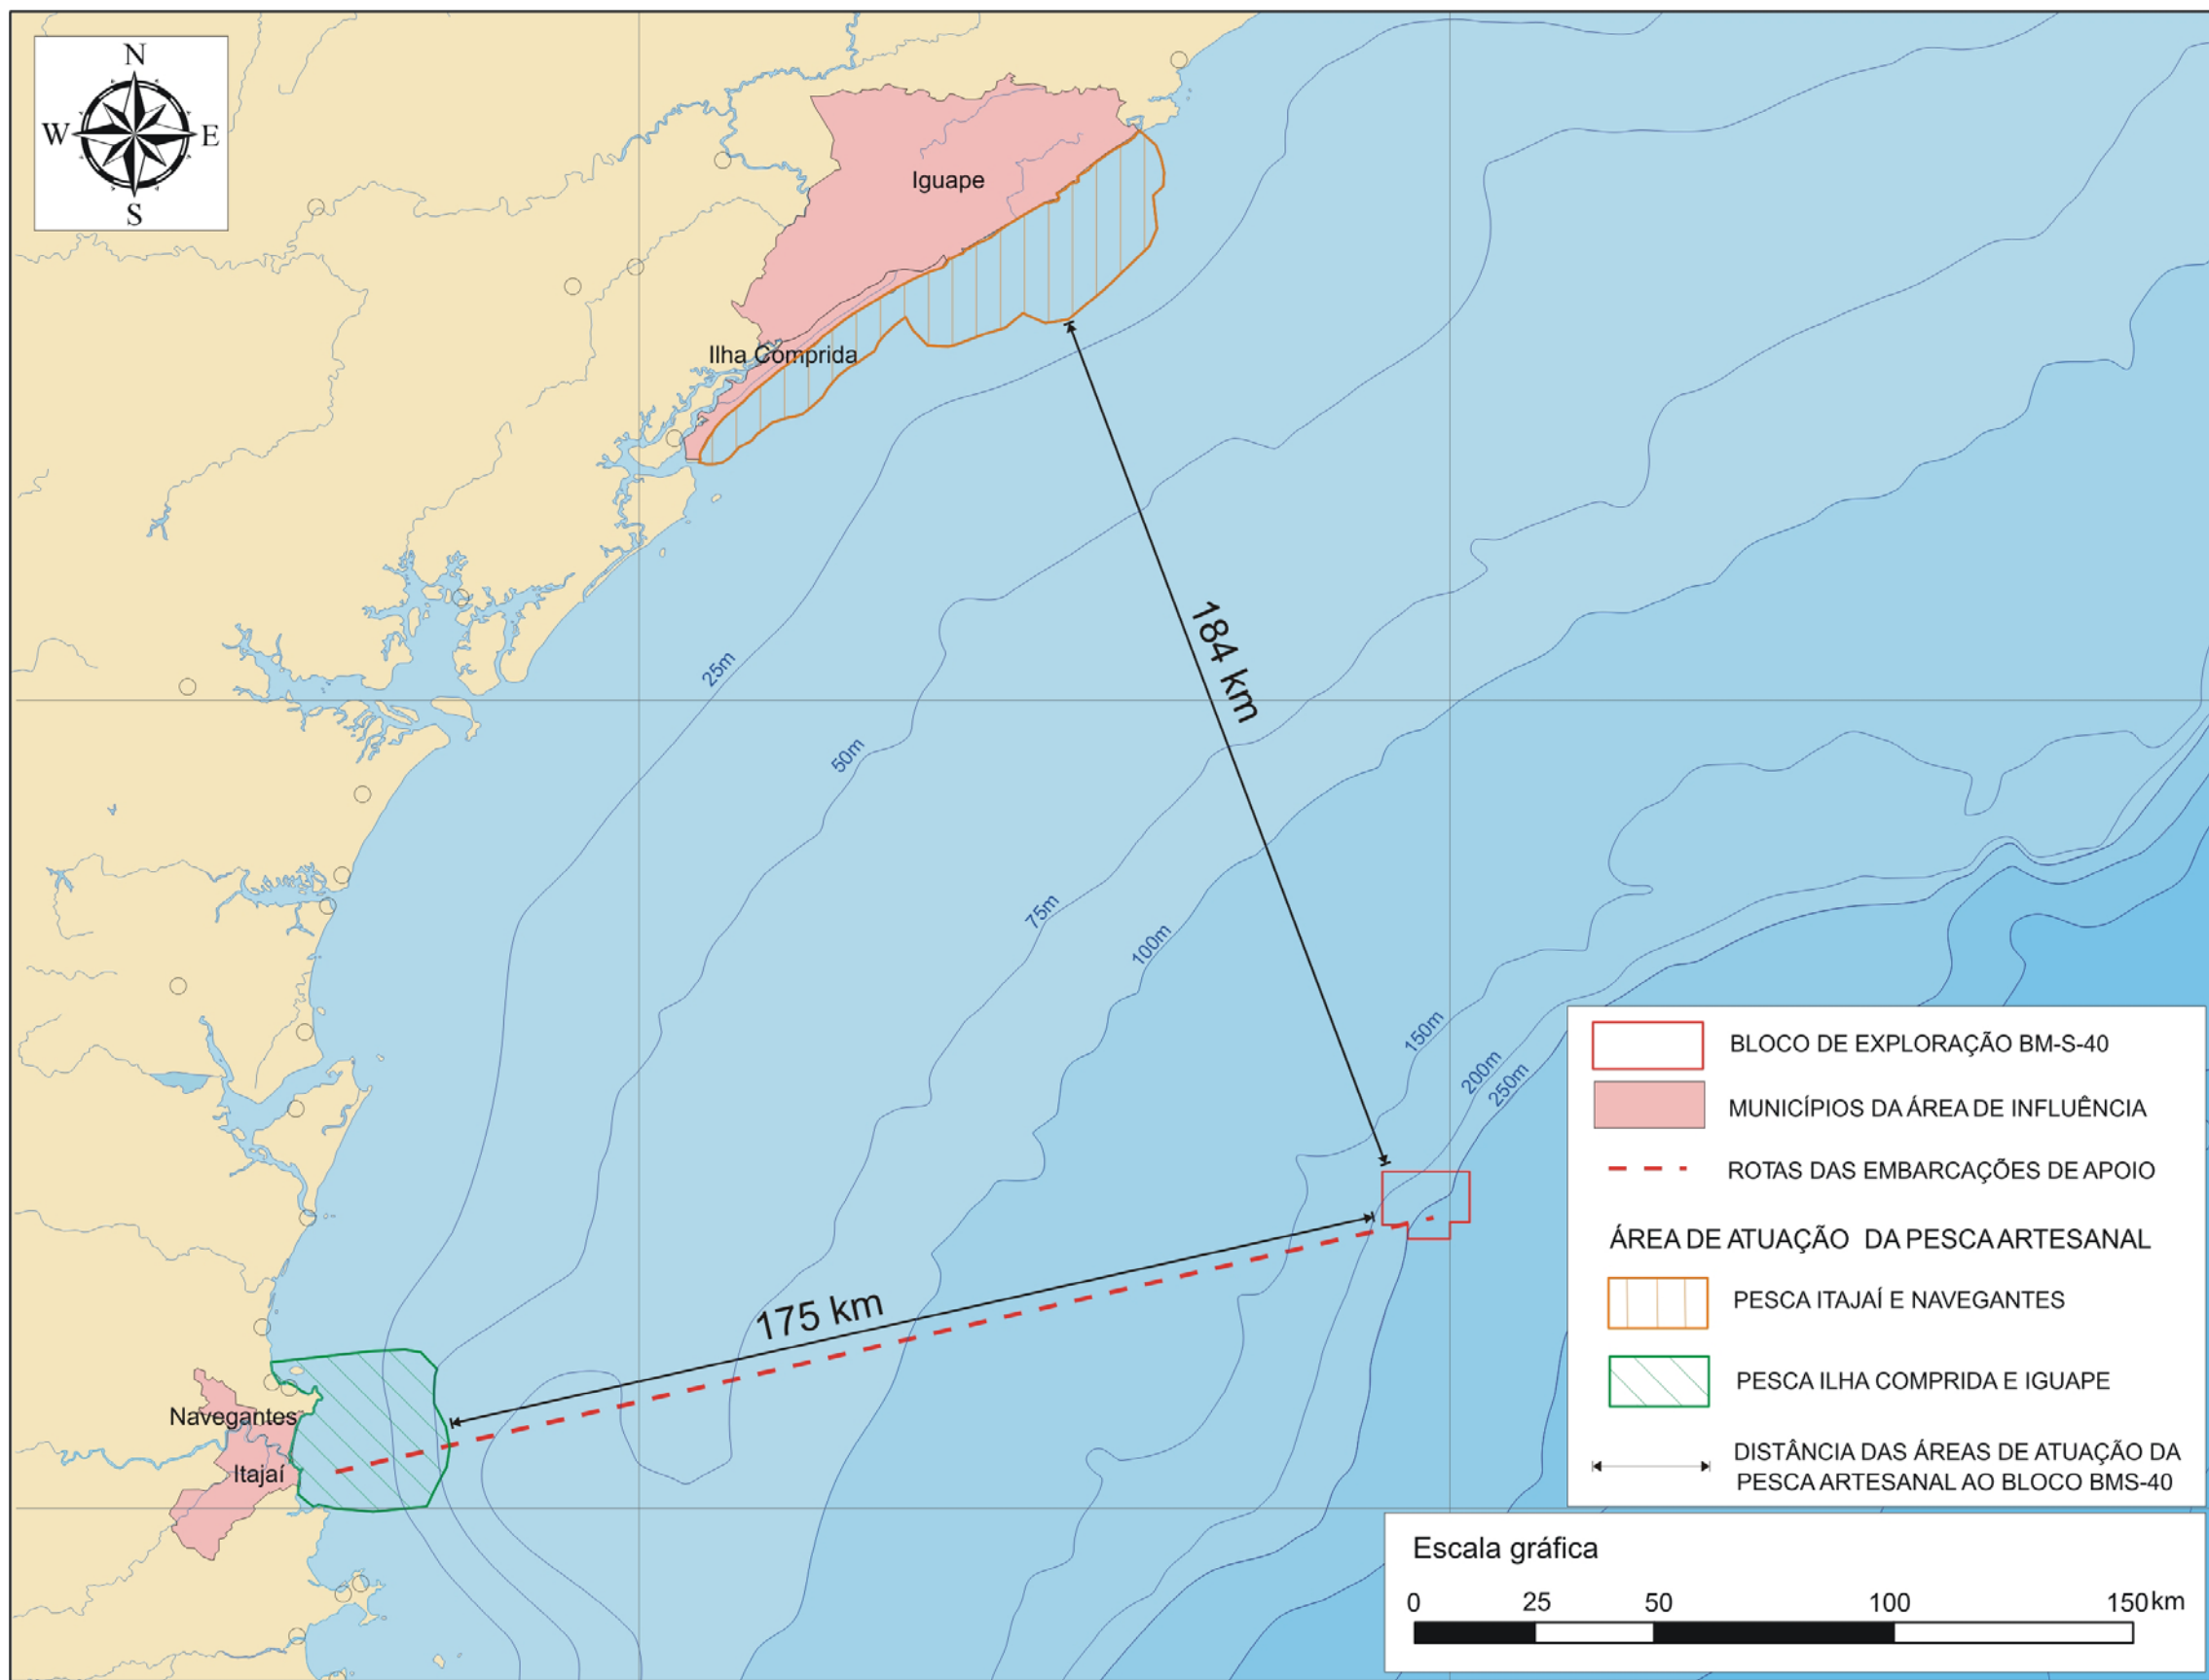 N
W
E
S
Iguape
Ilha Comprida
184 km
25m
50m
75m
100m
150m
200m
250m
175 km
Navegantes
Itajaí
BLOCO DE EXPLORAÇÃO BM-S-40
MUNICÍPIOS DA ÁREA DE INFLUÊNCIA
ROTAS DAS EMBARCAÇÕES DE APOIO
ÁREA DE ATUAÇÃO DA PESCA ARTESANAL
PESCA ITAJAÍ E NAVEGANTES
PESCA ILHA COMPRIDA E IGUAPE
DISTÂNCIA DAS ÁREAS DE ATUAÇÃO DA
PESCA ARTESANAL AO BLOCO BMS-40
Escala gráfica
0 25 50 100 150 km